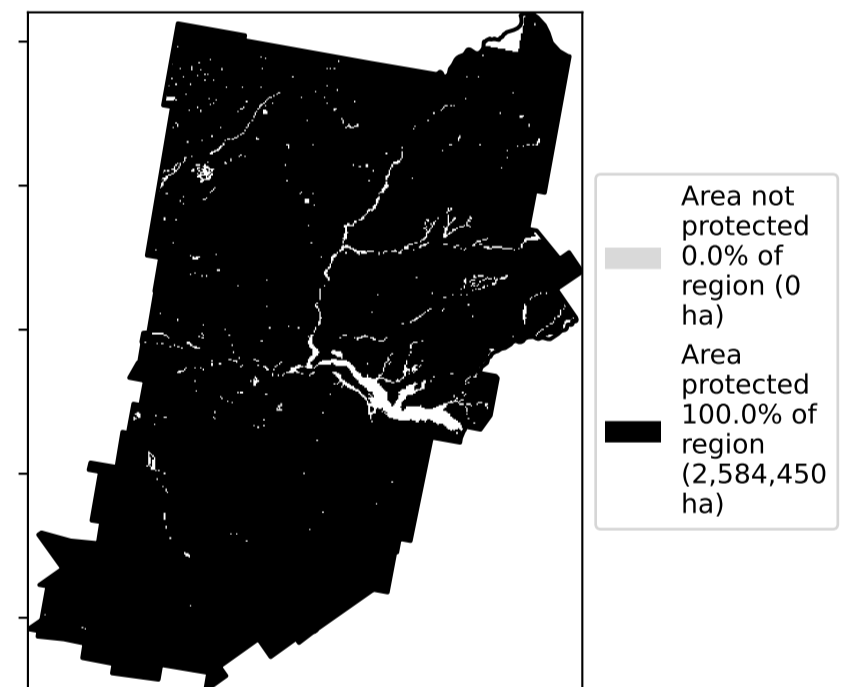 Area not
protected
0.0% of
region (0
ha)
Area
protected
100.0% of
region
(2,584,450
ha)